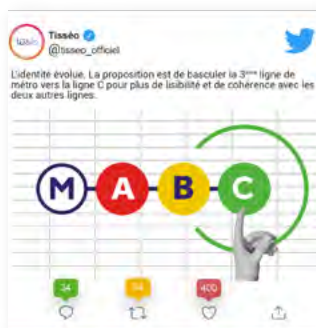 Tisséo
@tisseo_officiel
L'identité évolue. La proposition est de basculer la 3ème ligne de
métro vers la ligne C pour plus de lisibilité et de cohérence avec les
deux autres lignes.
M A B C
34
400